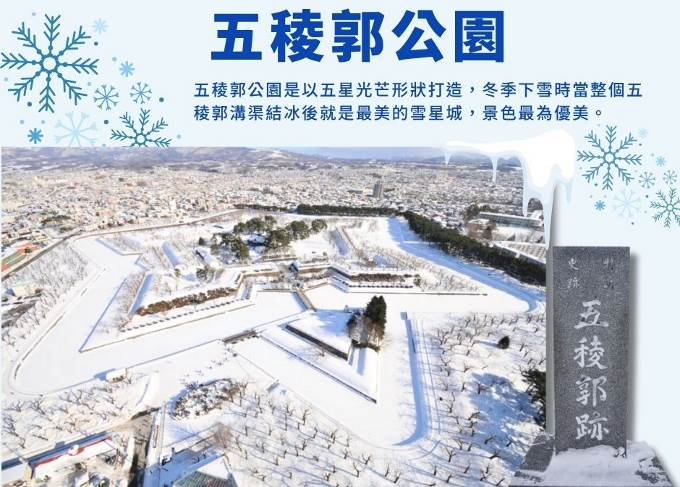 五稜郭公園
五稜郭公園是以五星光芒形狀打造，冬季下雪時當整個五
稜郭溝渠結冰後就是最美的雪星城，景色最為優美。
史跡
五稜郭跡